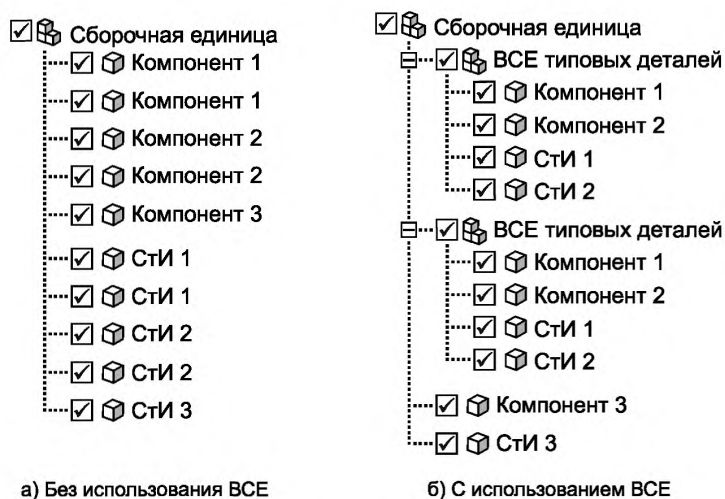 Сборочная единица
Компонент 1
Компонент 1
Компонент 2
Компонент 2
Компонент 3
СтИ 1
СтИ 1
СтИ 2
СтИ 2
СтИ 3
а) Без использования ВСЕ
Сборочная единица
ВСЕ типовых деталей
Компонент 1
Компонент 2
СтИ 1
СтИ 2
ВСЕ типовых деталей
Компонент 1
Компонент 2
СтИ 1
СтИ 2
Компонент 3
СтИ 3
б) С использованием ВСЕ